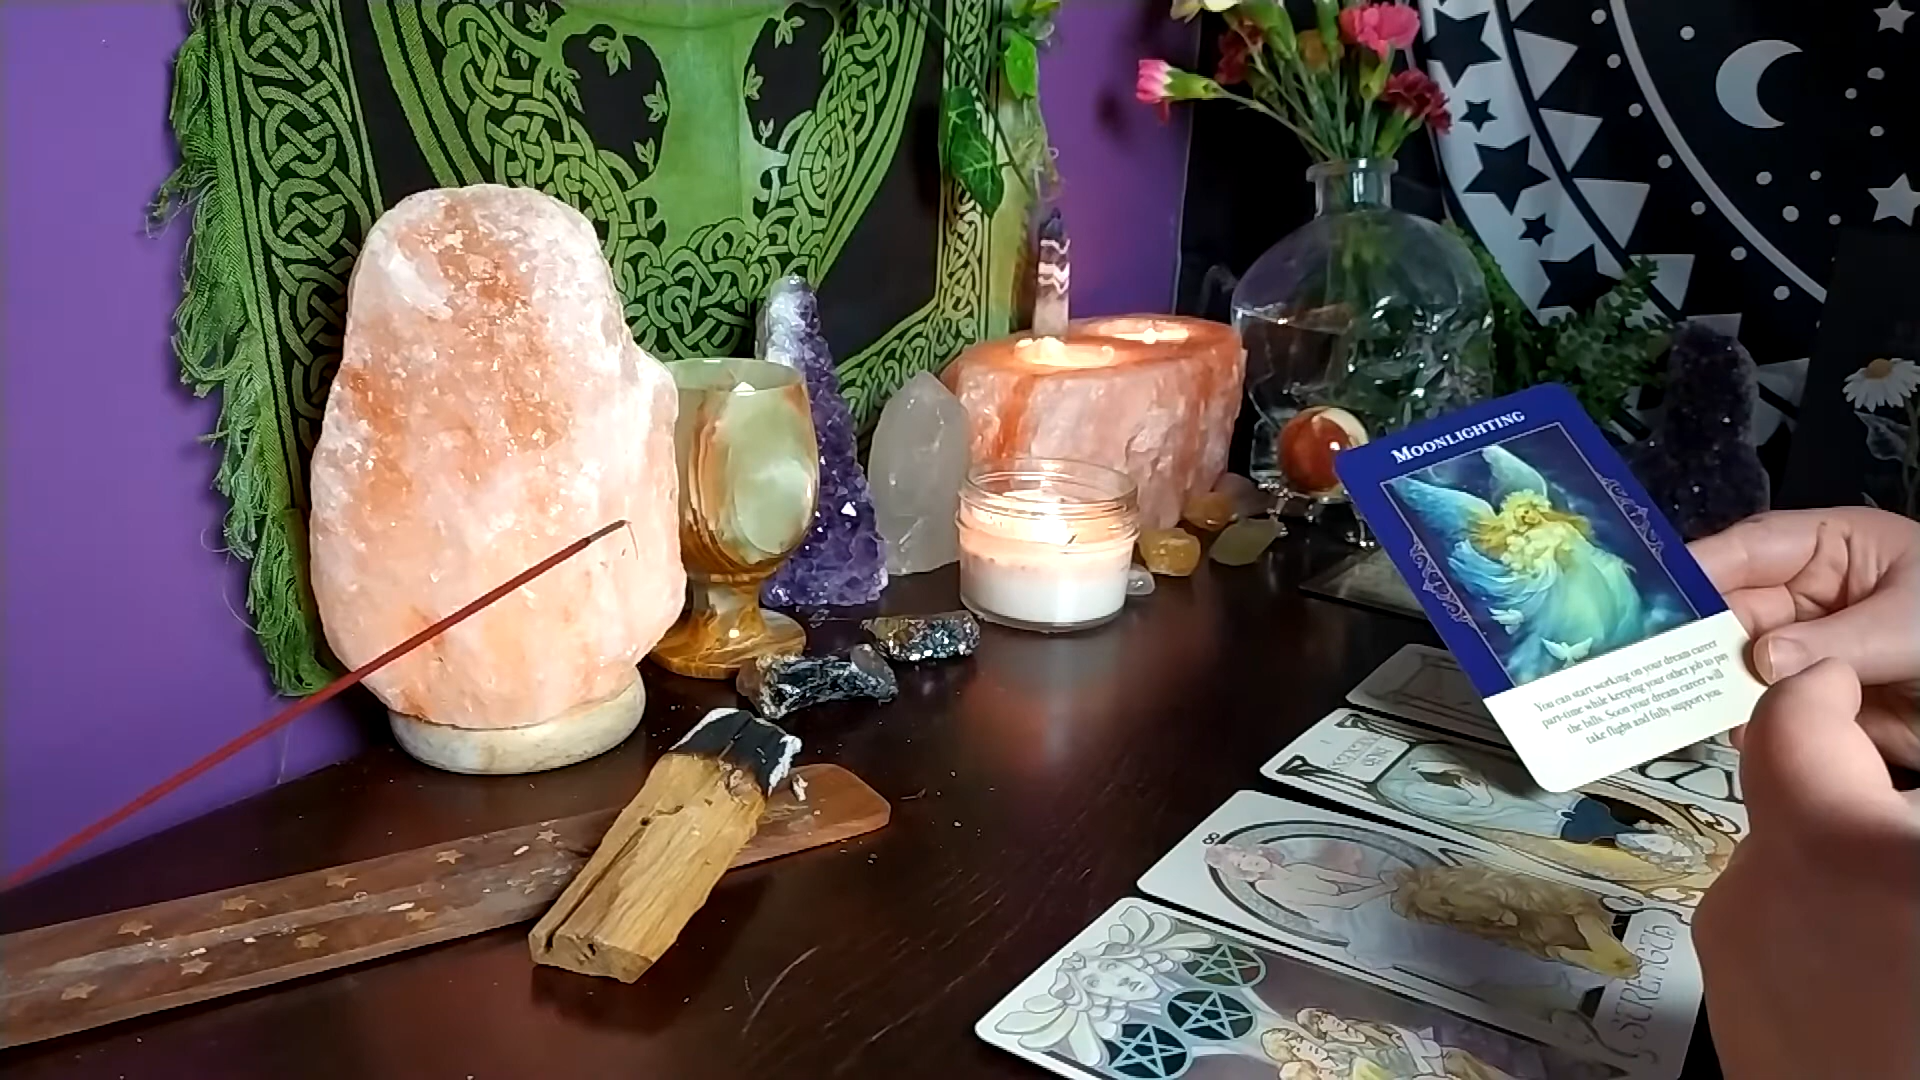 MOONLIGHTING
You can start working on your dream career
part-time while keeping your other job to pay
the bills. Soon your dream career will
take flight and fully support you.
8
STRENGTH